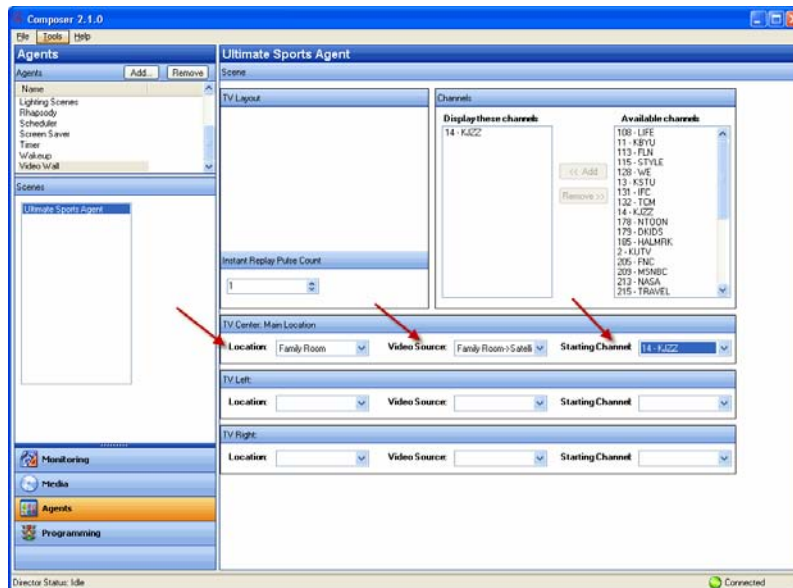 Composer 2.1.0
File Tools Help
Agents
Agents Add... Remove
Name
Lighting Scenes
Rhapsody
Scheduler
Screen Saver
Timer
Wakeup
Video Wall
Scenes
Ultimate Sports Agent
Monitoring
Media
Agents
Programming
Ultimate Sports Agent
Scene
TV Layout
Instant Replay Pulse Count
1
Channels
Display these channels
14 - KJZZ
<< Add
Remove >>
Available channels
108 - LIFE
11 - KBYU
113 - FLN
115 - STYLE
128 - WE
13 - KSTU
131 - IFC
132 - TCM
14 - KJZZ
178 - NTOON
179 - DKIDS
185 - HALMRK
2 - KUTV
205 - FNC
209 - MSNBC
213 - NASA
215 - TRAVEL
TV Center: Main Location
Location: Family Room Video Source: Family Room->Satelli Starting Channel: 14 - KJZZ
TV Left:
Location: Video Source: Starting Channel:
TV Right:
Location: Video Source: Starting Channel:
Director Status: Idle Connected